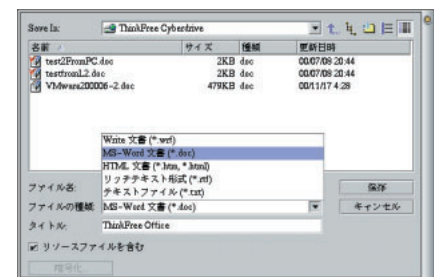 Save In: ThinkFree Cyberdrive
名前 サイズ 種類 更新日時
test2FromPC.doc 2KB doc 00/07/09 20:44
testfromL2.doc 2KB doc 00/07/08 20:44
VMware200006-2.doc 479KB doc 00/11/17 4:28
Write 文書 (*.wrf)
MS-Word 文書 (*.doc)
HTML 文書 (*.htm, *.html)
リッチテキスト形式 (*.rtf)
テキストファイル (*.txt)
ファイル名: 保存
ファイルの種類: MS-Word 文書 (*.doc) キャンセル
タイトル: ThinkFree Office
リソースファイルを含む
暗号化...